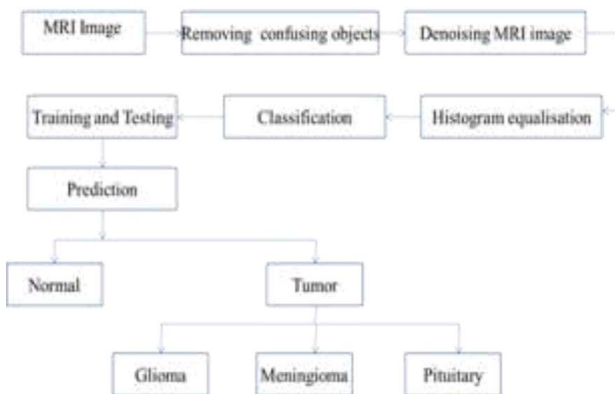 MRI Image
Removing confusing objects
Denoising MRI image
Training and Testing
Classification
Histogram equalisation
Prediction
Normal
Tumor
Glioma
Meningioma
Pituitary